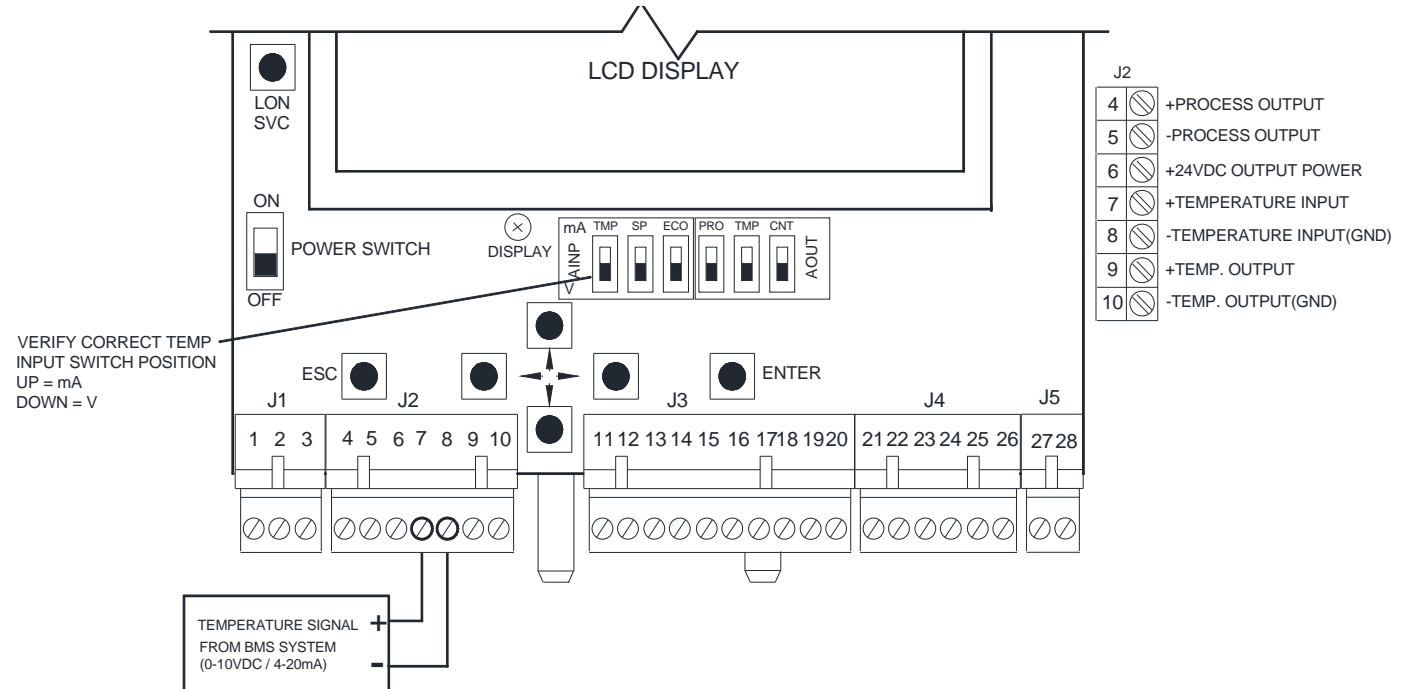 LCD DISPLAY
LON
SVC
ON
POWER SWITCH
OFF
DISPLAY
mA TMP SP ECO PRO TMP CNT
V AINP
AOUT
VERIFY CORRECT TEMP
INPUT SWITCH POSITION
UP = mA
DOWN = V
ESC
ENTER
J1 J2 J3 J4 J5
1 2 3 4 5 6 7 8 9 10 11 12 13 14 15 16 17 18 19 20 21 22 23 24 25 26 27 28
TEMPERATURE SIGNAL +
FROM BMS SYSTEM
(0-10VDC / 4-20mA) -
J2
4 +PROCESS OUTPUT
5 -PROCESS OUTPUT
6 +24VDC OUTPUT POWER
7 +TEMPERATURE INPUT
8 -TEMPERATURE INPUT(GND)
9 +TEMP. OUTPUT
10 -TEMP. OUTPUT(GND)